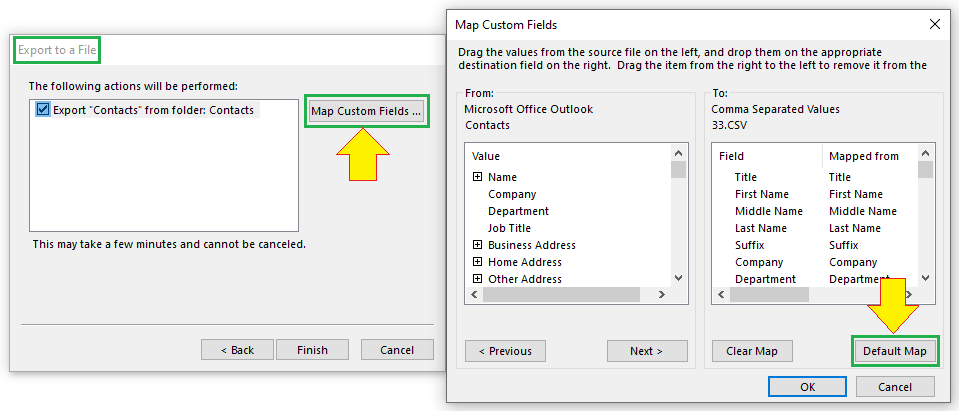 Export to a File
The following actions will be performed:
Export "Contacts" from folder: Contacts
Map Custom Fields ...
This may take a few minutes and cannot be canceled.
< Back
Finish
Cancel
Map Custom Fields
Drag the values from the source file on the left, and drop them on the appropriate
destination field on the right. Drag the item from the right to the left to remove it from the
From:
Microsoft Office Outlook
Contacts
Value
Name
Company
Department
Job Title
Business Address
Home Address
Other Address
< Previous
Next >
To:
Comma Separated Values
33.CSV
Field Mapped from
Title Title
First Name First Name
Middle Name Middle Name
Last Name Last Name
Suffix Suffix
Company Company
Department Department
Clear Map
Default Map
OK
Cancel